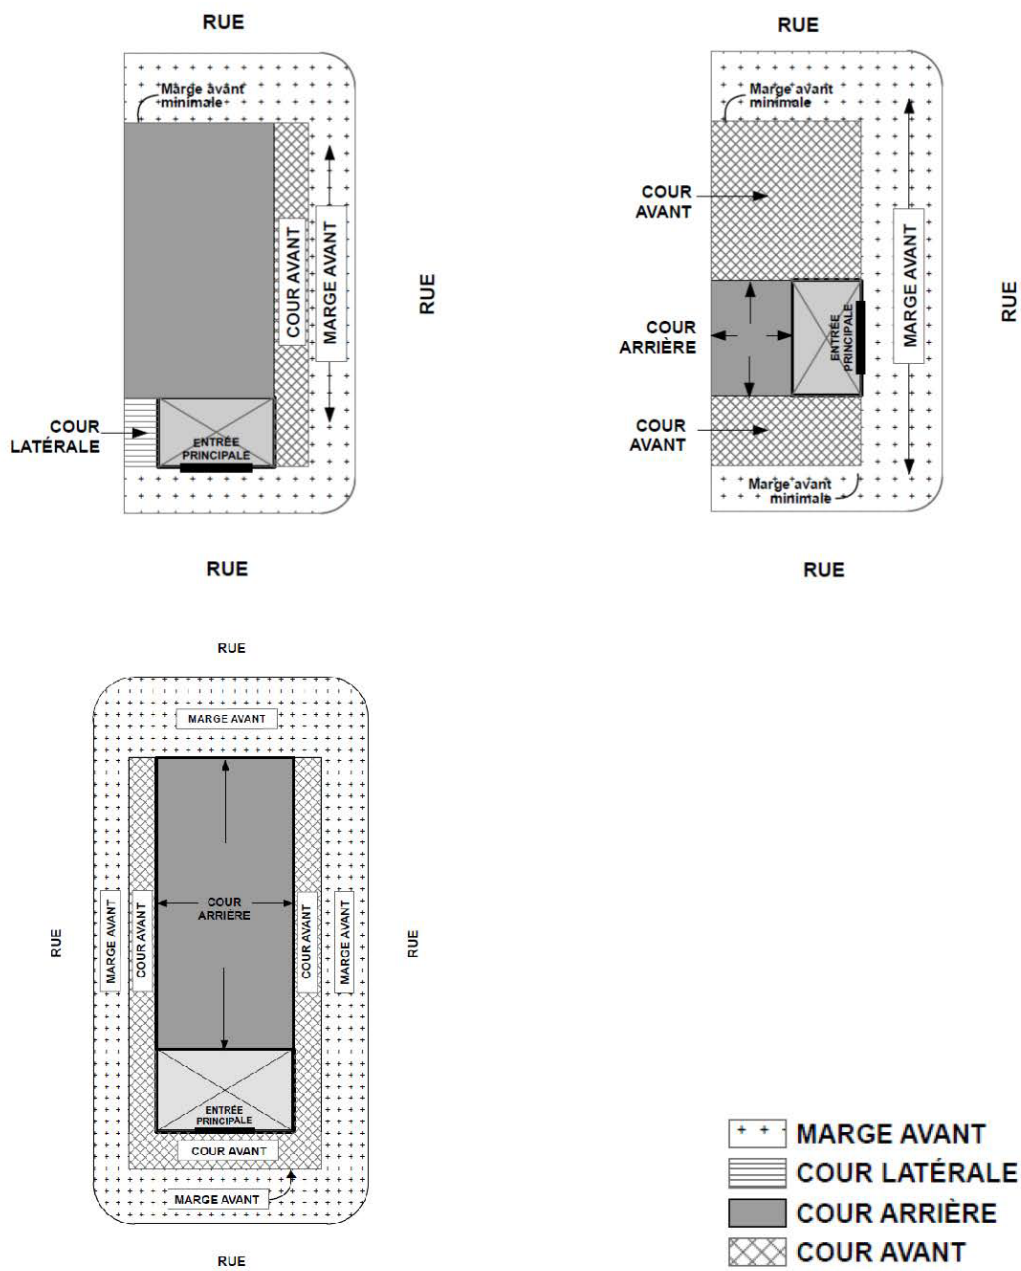 RUE
Marge avant
minimale
COUR AVANT
MARGE AVANT
RUE
COUR
LATÉRALE
ENTRÉE
PRINCIPALE
RUE
RUE
Marge avant
minimale
COUR
AVANT
MARGE AVANT
RUE
COUR
ARRIÈRE
ENTRÉE
PRINCIPALE
COUR
AVANT
Marge avant
minimale
RUE
RUE
MARGE AVANT
RUE
MARGE AVANT
COUR AVANT
COUR
ARRIÈRE
COUR AVANT
MARGE AVANT
RUE
ENTRÉE
PRINCIPALE
COUR AVANT
MARGE AVANT
RUE
MARGE AVANT
COUR LATÉRALE
COUR ARRIÈRE
COUR AVANT